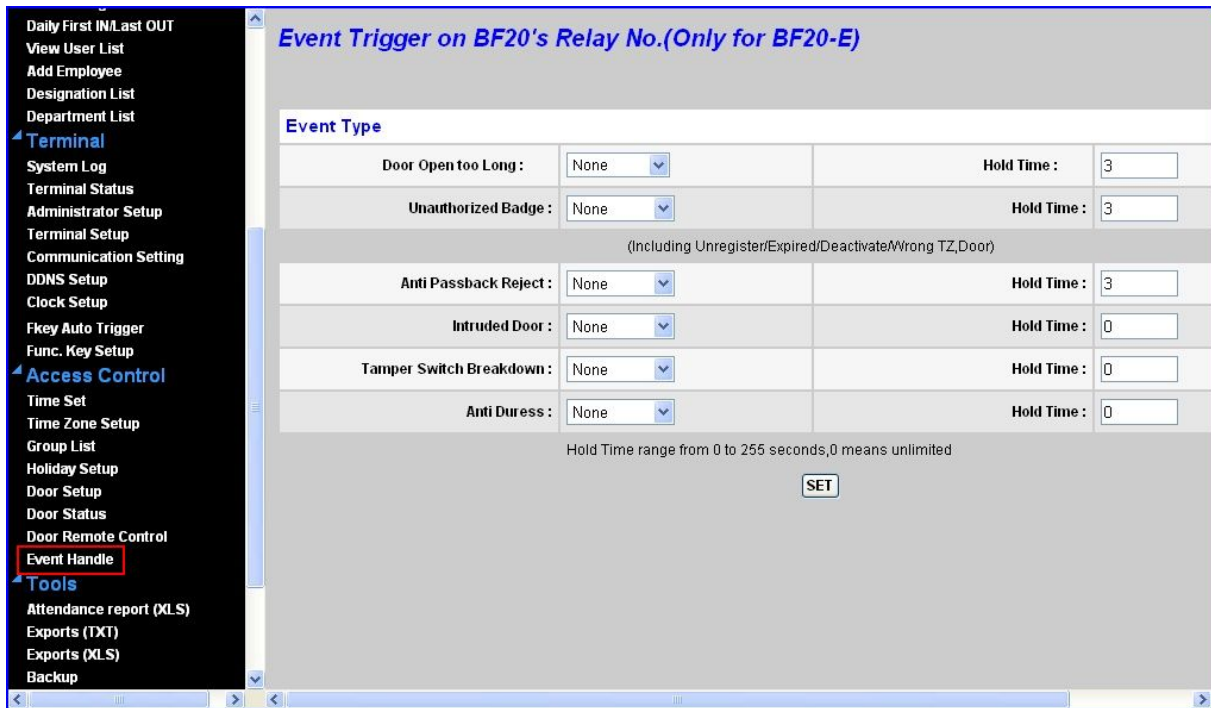 Daily First IN/Last OUT
View User List
Add Employee
Designation List
Department List
Terminal
System Log
Terminal Status
Administrator Setup
Terminal Setup
Communication Setting
DDNS Setup
Clock Setup
Fkey Auto Trigger
Func. Key Setup
Access Control
Time Set
Time Zone Setup
Group List
Holiday Setup
Door Setup
Door Status
Door Remote Control
Event Handle
Tools
Attendance report (XLS)
Exports (TXT)
Exports (XLS)
Backup
Event Trigger on BF20's Relay No.(Only for BF20-E)
Event Type
Door Open too Long : None Hold Time : 3
Unauthorized Badge : None Hold Time : 3
(Including Unregister/Expired/Deactivate/Wrong TZ,Door)
Anti Passback Reject : None Hold Time : 3
Intruded Door : None Hold Time : 0
Tamper Switch Breakdown : None Hold Time : 0
Anti Duress : None Hold Time : 0
Hold Time range from 0 to 255 seconds,0 means unlimited
SET